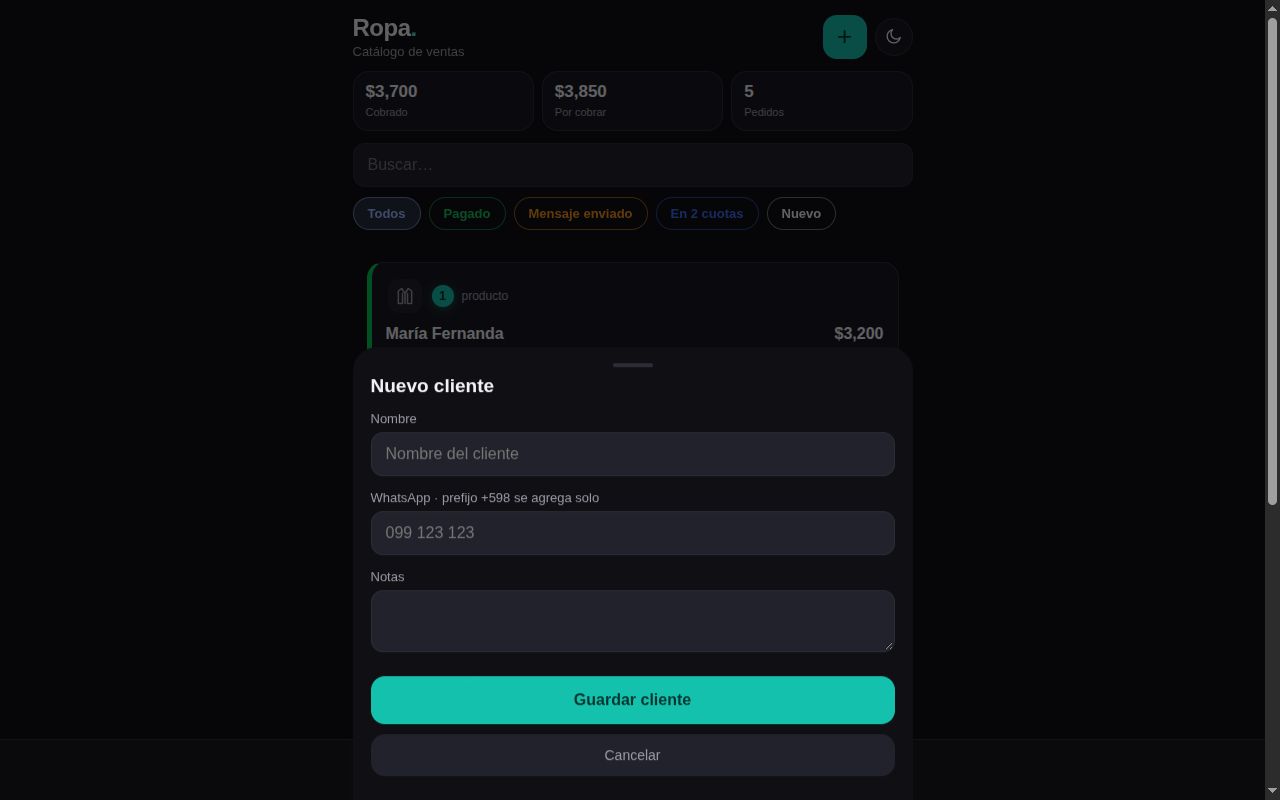 Ropa.
Catálogo de ventas
+
$3,700
Cobrado
$3,850
Por cobrar
5
Pedidos
Buscar…
Todos
Pagado
Mensaje enviado
En 2 cuotas
Nuevo
1 producto
María Fernanda
$3,200
Nuevo cliente
Nombre
Nombre del cliente
WhatsApp · prefijo +598 se agrega solo
099 123 123
Notas
Guardar cliente
Cancelar